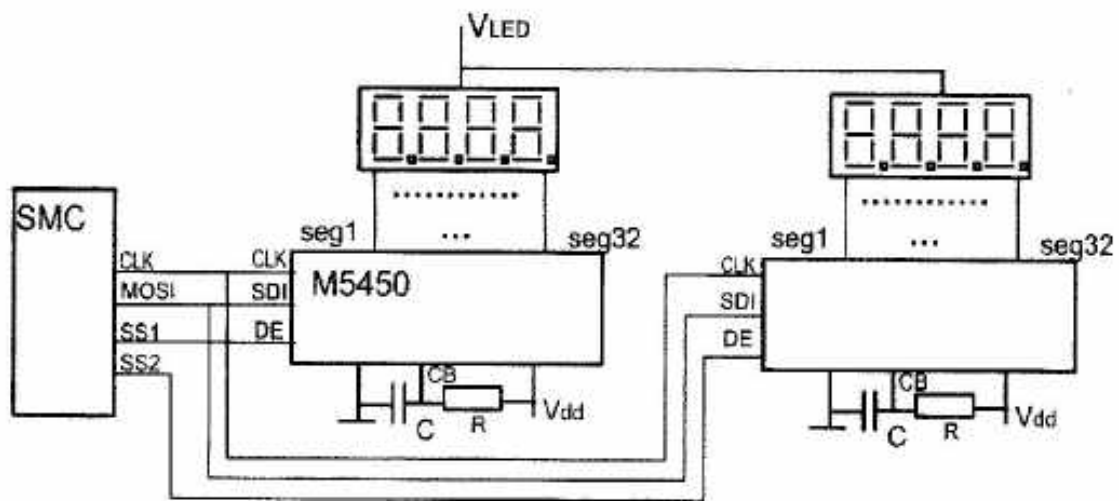 VLED
SMC
seg1
...
seg32
seg1
...
seg32
CLK
MOSI
SS1
SS2
CLK
SDI
DE
M5450
CLK
SDI
DE
CB
C
R
Vdd
CB
C
R
Vdd